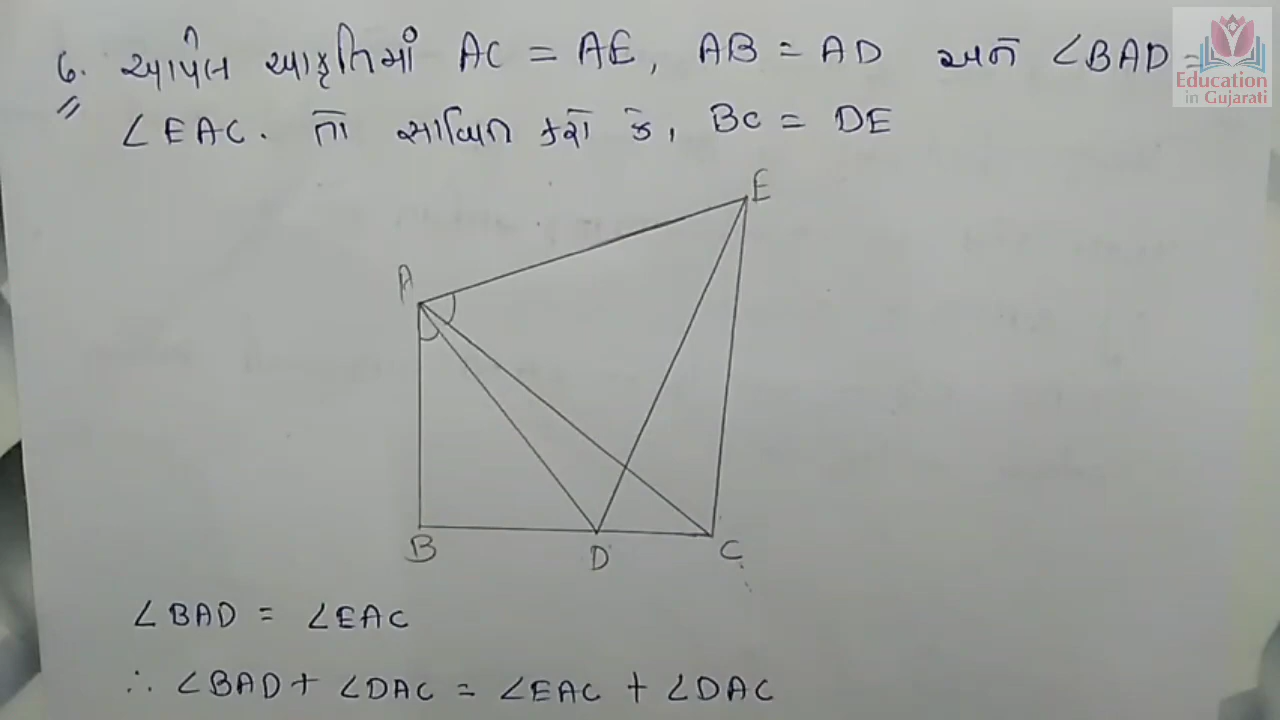 6. આપેલ આકૃતિમાં AC = AE, AB = AD અને ∠BAD =
∠EAC. તો સાબિત કરો કે, BC = DE
Education
in Gujarati
E
A
B
D
C
∠BAD = ∠EAC
∴ ∠BAD + ∠DAC = ∠EAC + ∠DAC